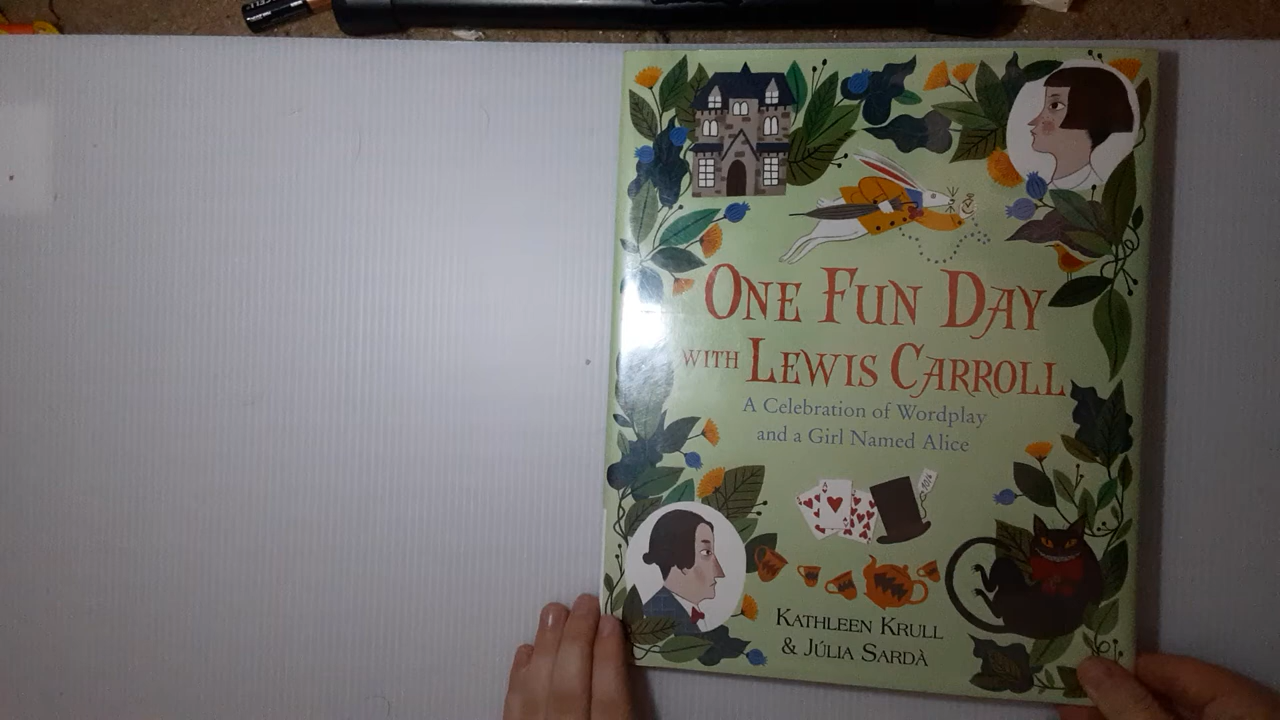 One Fun Day
with Lewis Carroll
A Celebration of Wordplay
and a Girl Named Alice
Kathleen Krull
& Júlia Sardà